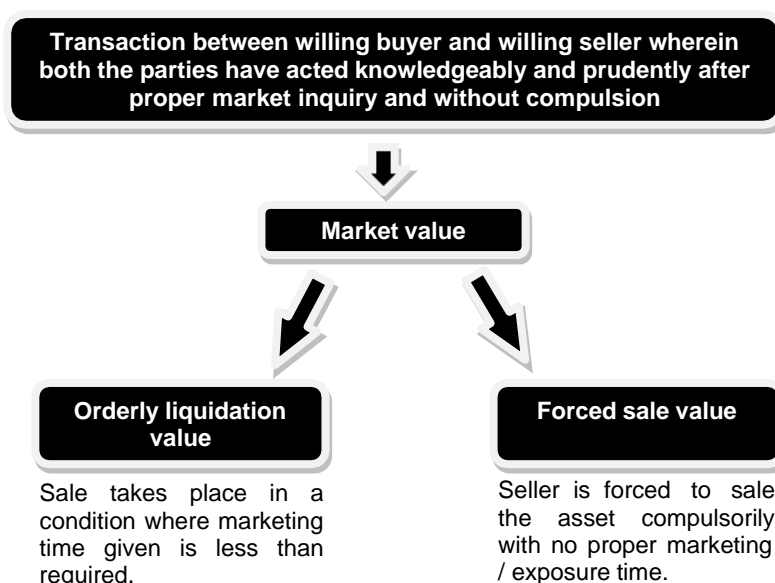 Transaction between willing buyer and willing seller wherein
both the parties have acted knowledgeably and prudently after
proper market inquiry and without compulsion
Market value
Orderly liquidation
value
Sale takes place in a
condition where marketing
time given is less than
required.
Forced sale value
Seller is forced to sale
the asset compulsorily
with no proper marketing
/ exposure time.